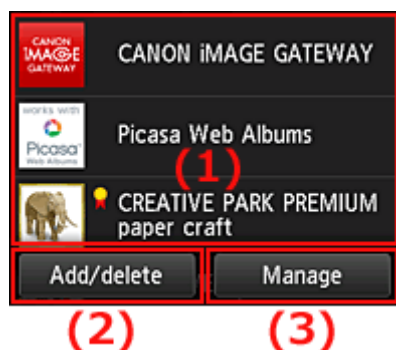 CANON
iMAGE
GATEWAY
CANON iMAGE GATEWAY
works with
Picasa
Web Albums
Picasa Web Albums
(1)
CREATIVE PARK PREMIUM
paper craft
Add/delete
Manage
(2)
(3)